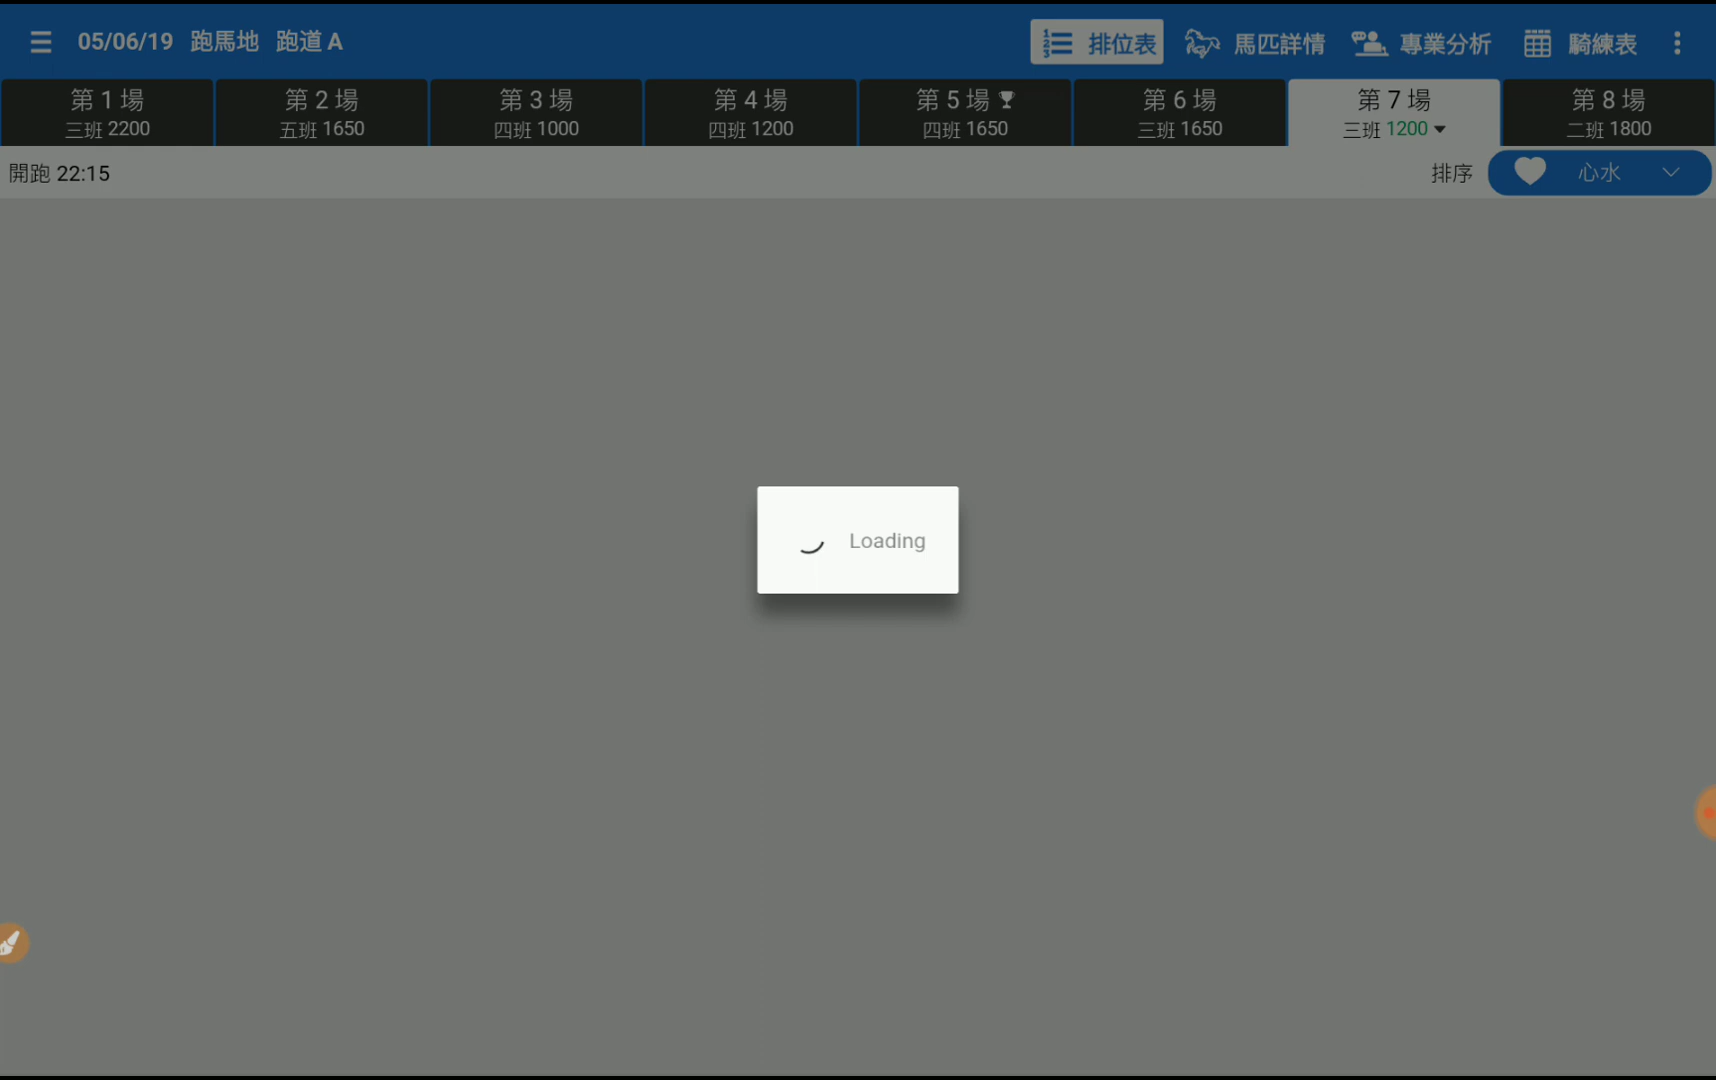 05/06/19 跑馬地 跑道 A
排位表 馬匹詳情 專業分析 騎練表
第 1 場 第 2 場 第 3 場 第 4 場 第 5 場 第 6 場 第 7 場 第 8 場
三班 2200 五班 1650 四班 1000 四班 1200 四班 1650 三班 1650 三班 1200 二班 1800
開跑 22:15 排序 心水
Loading